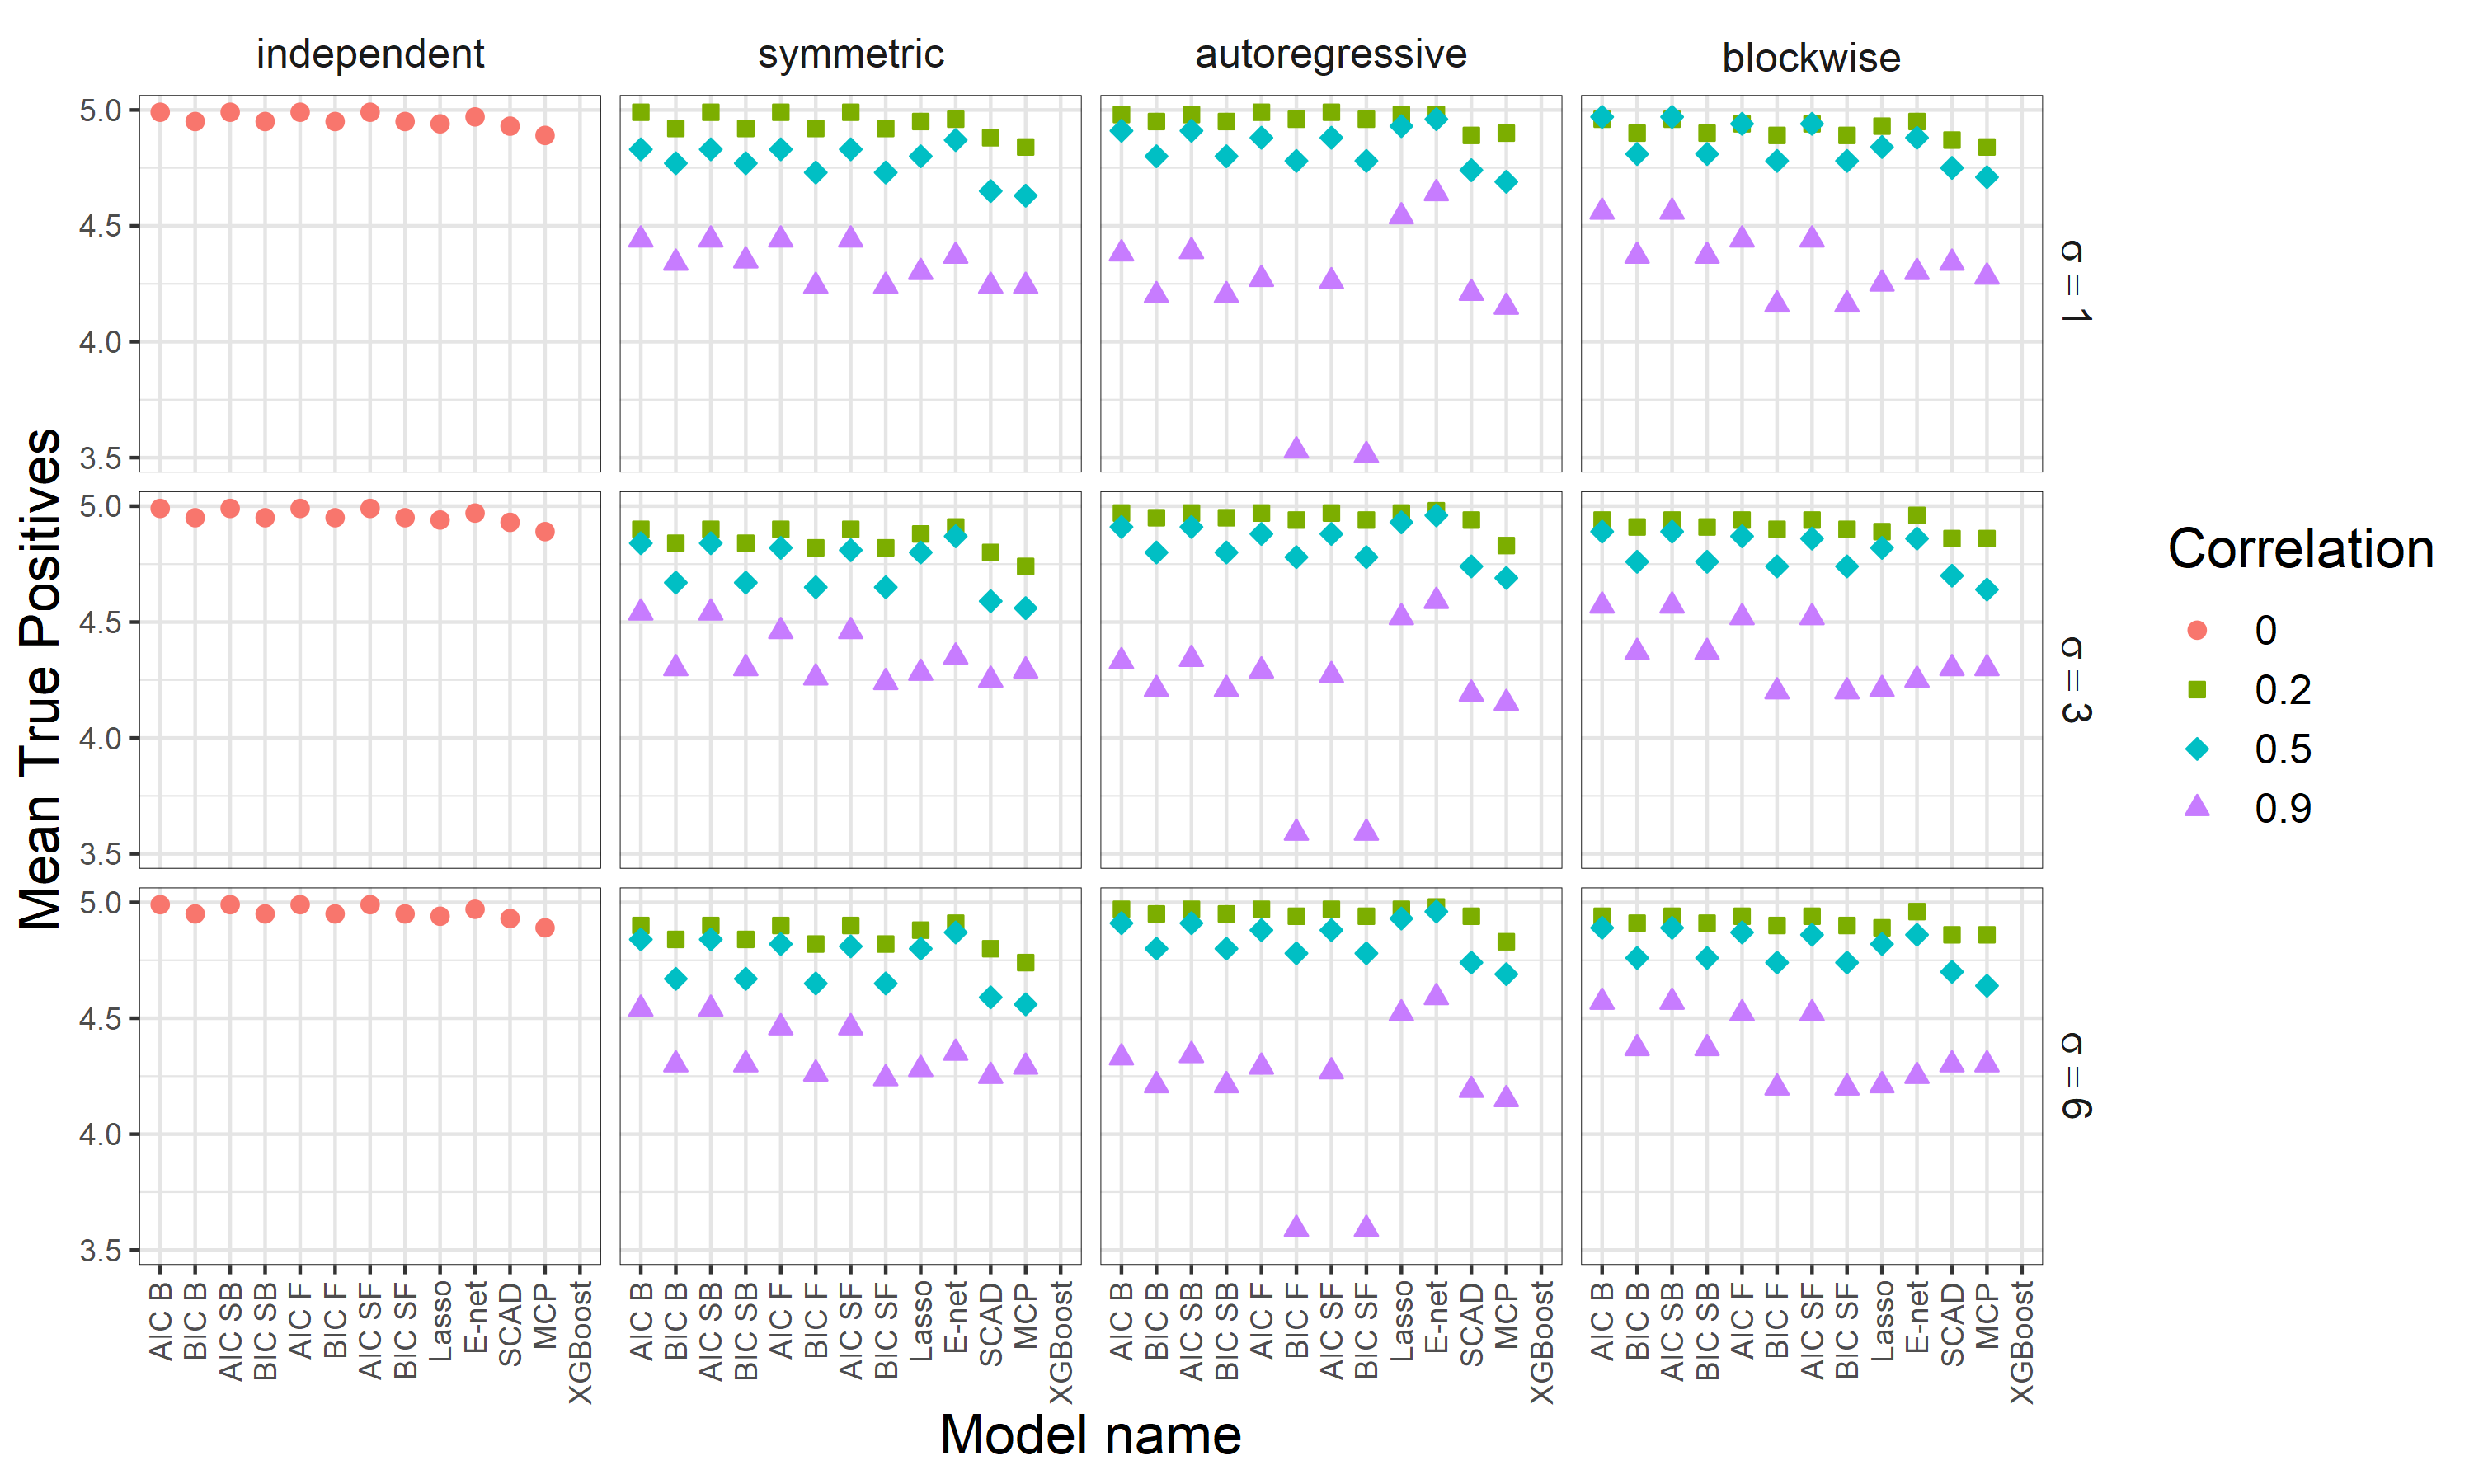 independent symmetric autoregressive blockwise
Mean True Positives
5.0
4.5
4.0
3.5
σ = 1
5.0
4.5
4.0
3.5
σ = 3
5.0
4.5
4.0
3.5
σ = 6
AIC B BIC B AIC SB BIC SB AIC F BIC F AIC SF BIC SF Lasso E-net SCAD MCP XGBoost
AIC B BIC B AIC SB BIC SB AIC F BIC F AIC SF BIC SF Lasso E-net SCAD MCP XGBoost
AIC B BIC B AIC SB BIC SB AIC F BIC F AIC SF BIC SF Lasso E-net SCAD MCP XGBoost
AIC B BIC B AIC SB BIC SB AIC F BIC F AIC SF BIC SF Lasso E-net SCAD MCP XGBoost
Model name
Correlation
0
0.2
0.5
0.9